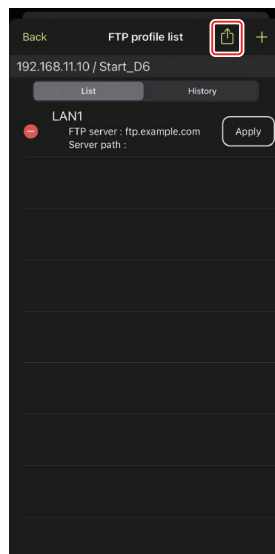 Back FTP profile list +
192.168.11.10 / Start_D6
List History
LAN1
FTP server : ftp.example.com Apply
Server path :